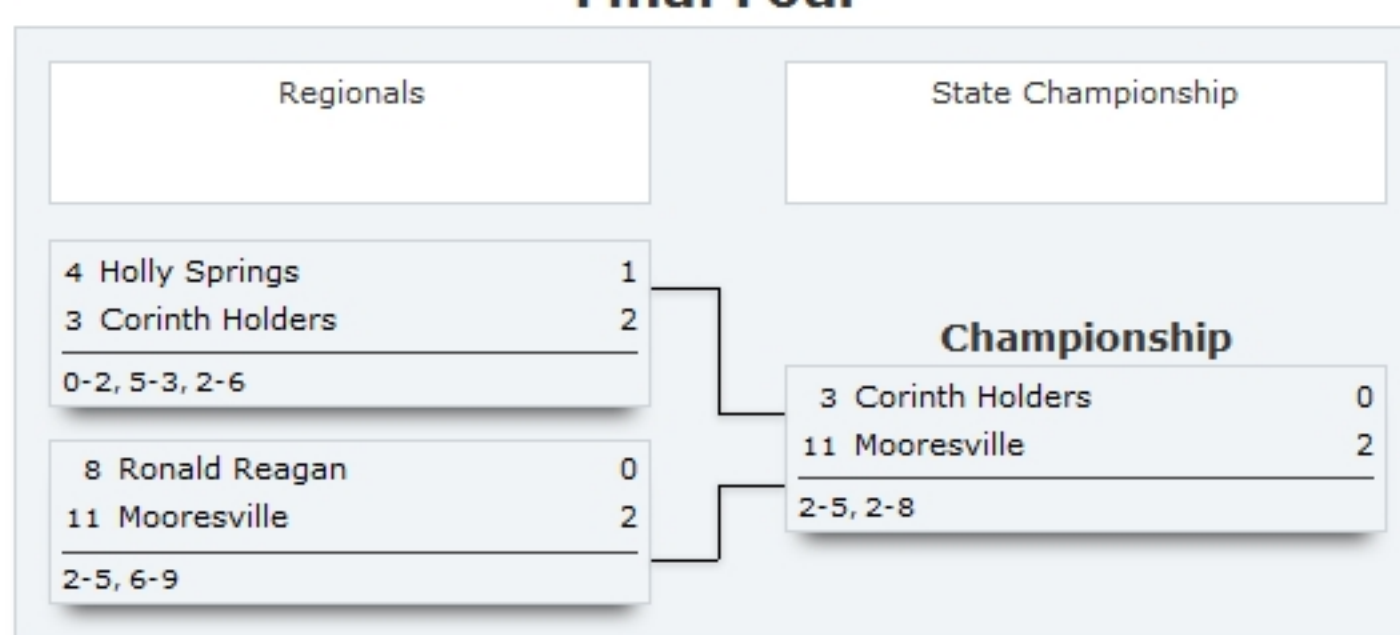 Final Four
Regionals
State Championship
4 Holly Springs 1
3 Corinth Holders 2
0-2, 5-3, 2-6
8 Ronald Reagan 0
11 Mooresville 2
2-5, 6-9
Championship
3 Corinth Holders 0
11 Mooresville 2
2-5, 2-8